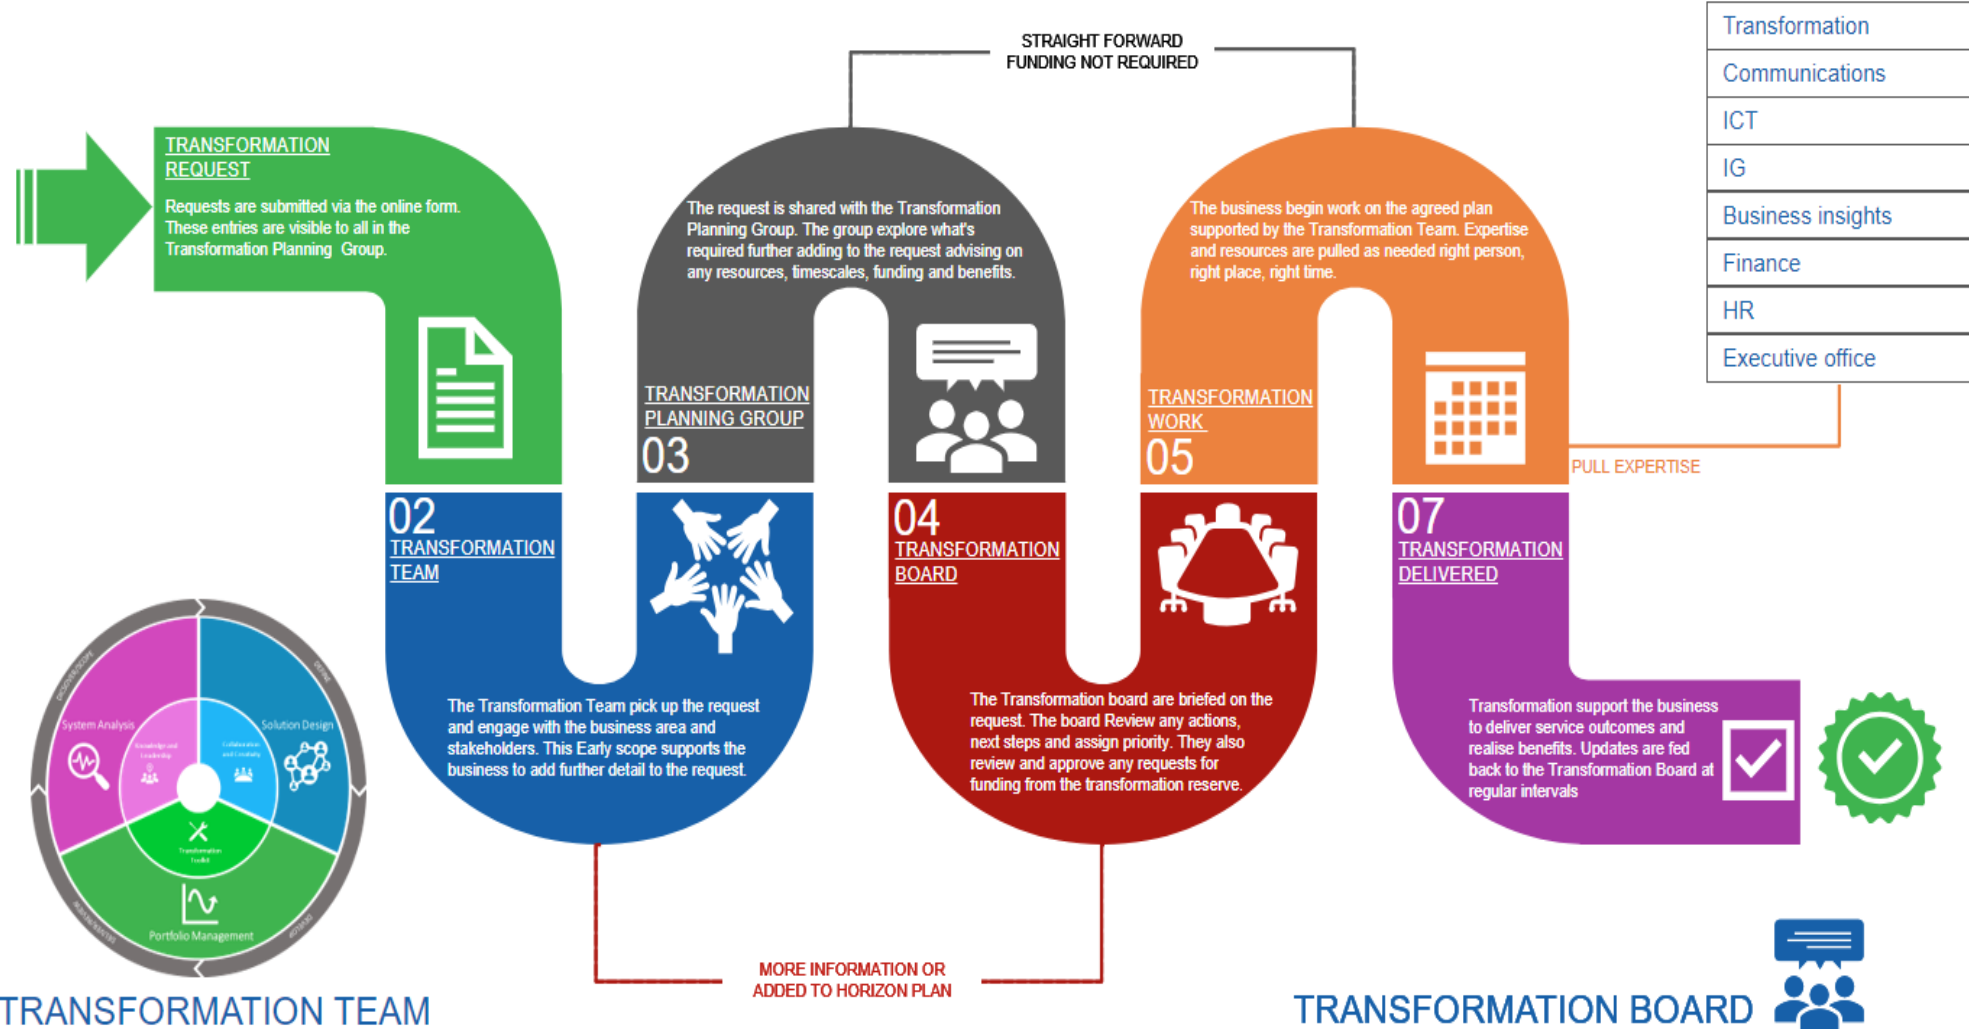 STRAIGHT FORWARD
FUNDING NOT REQUIRED
Transformation
Communications
ICT
IG
Business insights
Finance
HR
Executive office
PULL EXPERTISE
TRANSFORMATION
REQUEST
Requests are submitted via the online form.
These entries are visible to all in the
Transformation Planning Group.
02
TRANSFORMATION
TEAM
The Transformation Team pick up the request
and engage with the business area and
stakeholders. This Early scope supports the
business to add further detail to the request.
The request is shared with the Transformation
Planning Group. The group explore what's
required further adding to the request advising on
any resources, timescales, funding and benefits.
TRANSFORMATION
PLANNING GROUP
03
04
TRANSFORMATION
BOARD
The Transformation board are briefed on the
request. The board Review any actions,
next steps and assign priority. They also
review and approve any requests for
funding from the transformation reserve.
The business begin work on the agreed plan
supported by the Transformation Team. Expertise
and resources are pulled as needed right person,
right place, right time.
TRANSFORMATION
WORK
05
07
TRANSFORMATION
DELIVERED
Transformation support the business
to deliver service outcomes and
realise benefits. Updates are fed
back to the Transformation Board at
regular intervals
MORE INFORMATION OR
ADDED TO HORIZON PLAN
DEFINE
DEVELOP
System Analysis
Solution Design
Knowledge and
Leadership
Collaboration
and Creativity
Transformation
Toolkit
Portfolio Management
TRANSFORMATION TEAM
TRANSFORMATION BOARD